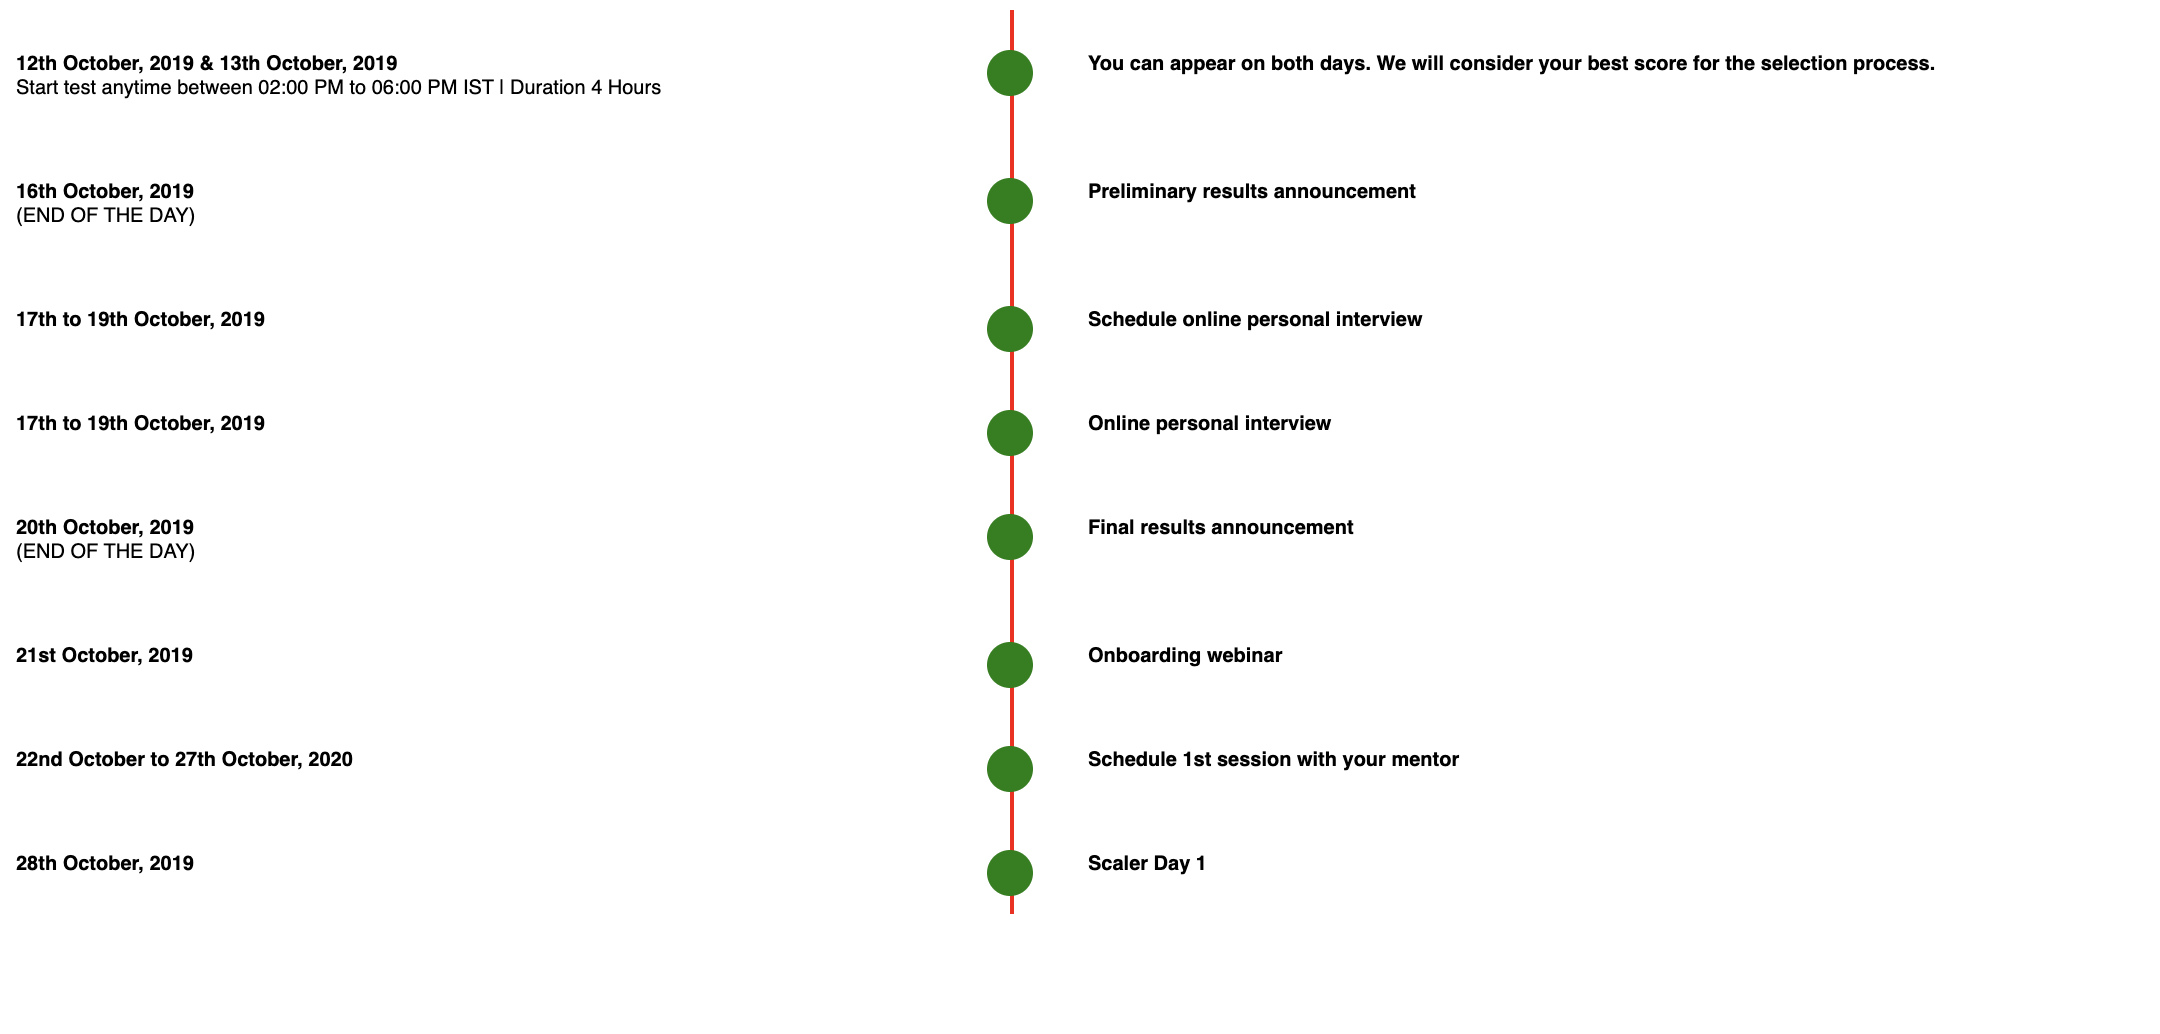 12th October, 2019 & 13th October, 2019
Start test anytime between 02:00 PM to 06:00 PM IST | Duration 4 Hours
You can appear on both days. We will consider your best score for the selection process.
16th October, 2019
(END OF THE DAY)
Preliminary results announcement
17th to 19th October, 2019
Schedule online personal interview
17th to 19th October, 2019
Online personal interview
20th October, 2019
(END OF THE DAY)
Final results announcement
21st October, 2019
Onboarding webinar
22nd October to 27th October, 2020
Schedule 1st session with your mentor
28th October, 2019
Scaler Day 1